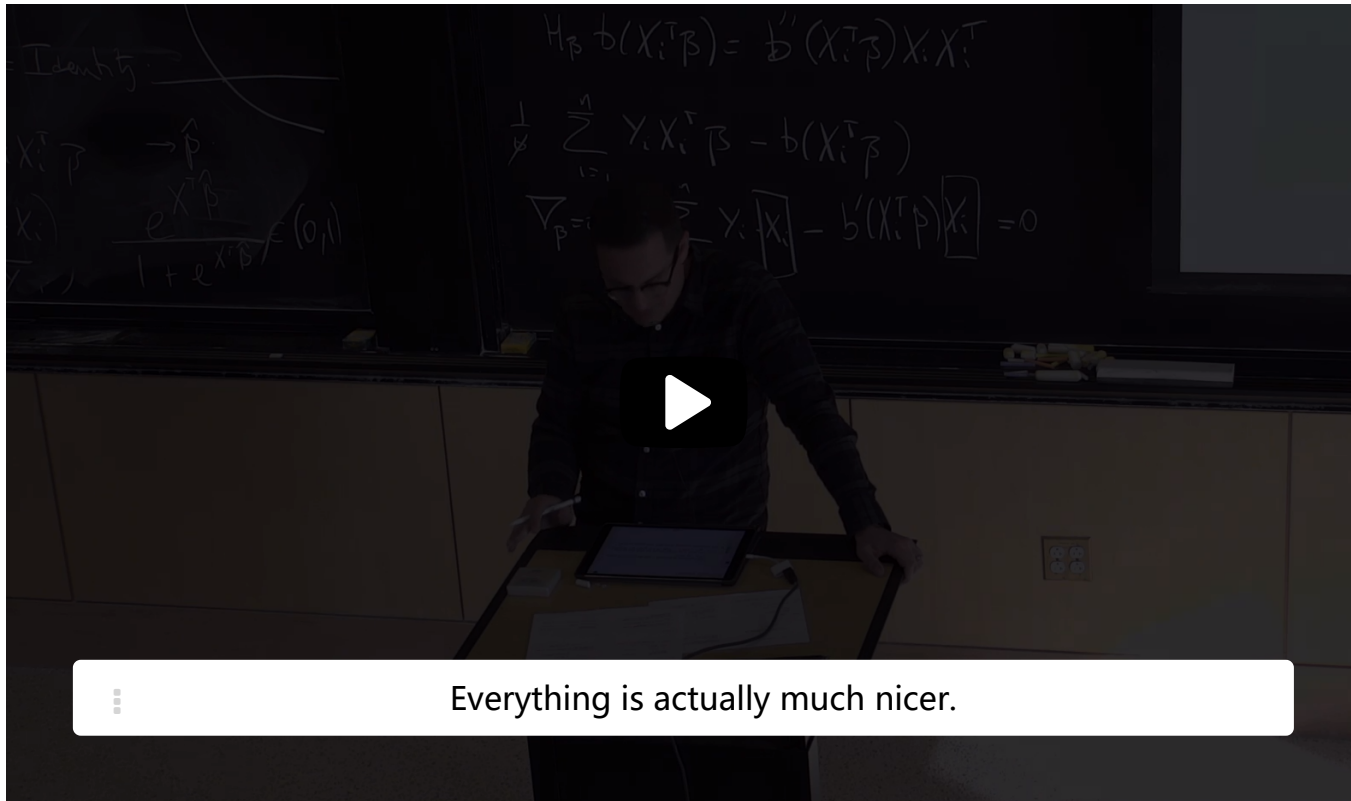 = Identity.
H_β b(X_i^T β) = b''(X_i^T β) X_i X_i^T
1/φ Σ_{i=1}^n Y_i X_i^T β - b(X_i^T β)
X_i^T β → β̂
e^{X^T β̂} / 1 + e^{X^T β̂} ∈ (0,1)
Y_i X_i - b'(X_i^T β) X_i = 0
Everything is actually much nicer.